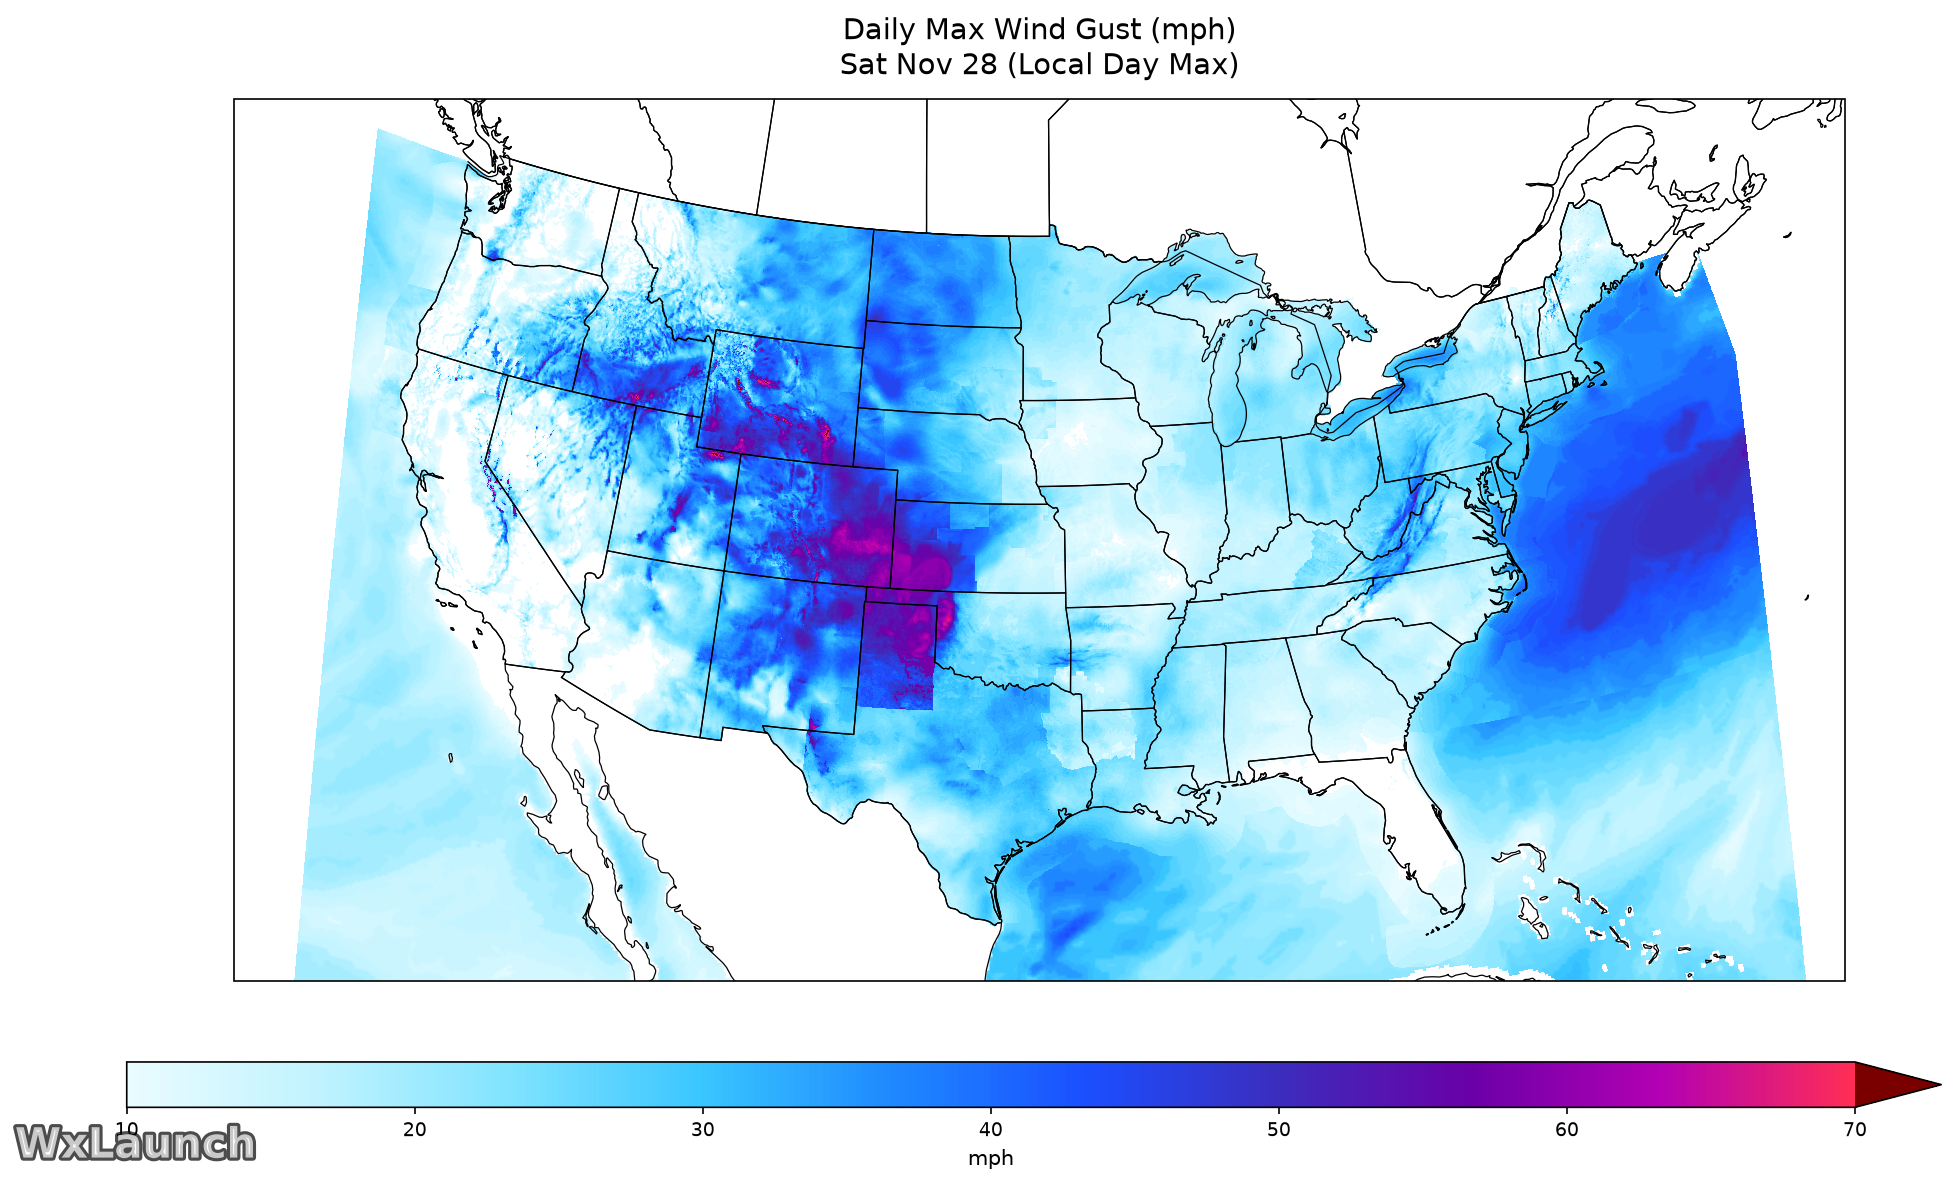 Daily Max Wind Gust (mph)
Sat Nov 28 (Local Day Max)
10 20 30 40 50 60 70
mph
WxLaunch